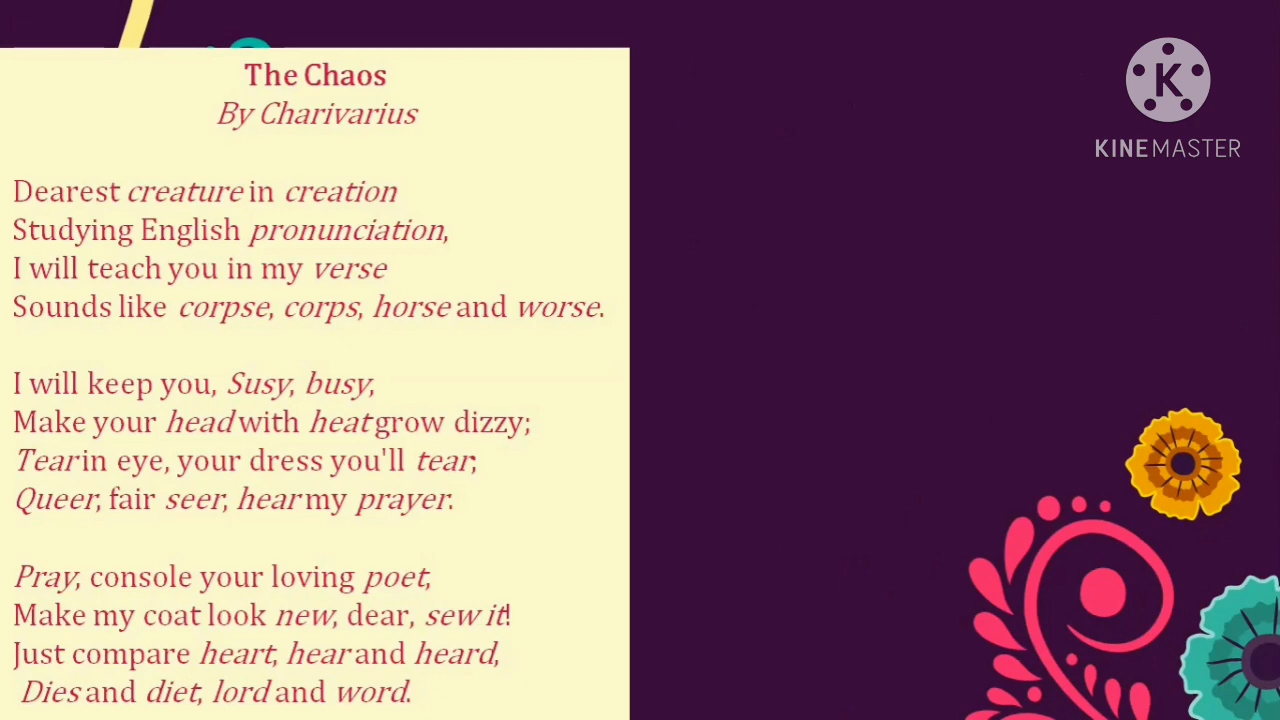 The Chaos
By Charivarius
Dearest creature in creation
Studying English pronunciation,
I will teach you in my verse
Sounds like corpse, corps, horse and worse.
I will keep you, Susy, busy,
Make your head with heat grow dizzy;
Tear in eye, your dress you'll tear;
Queer, fair seer, hear my prayer.
Pray, console your loving poet,
Make my coat look new, dear, sew it!
Just compare heart, hear and heard,
Dies and diet, lord and word.
K
KINEMASTER